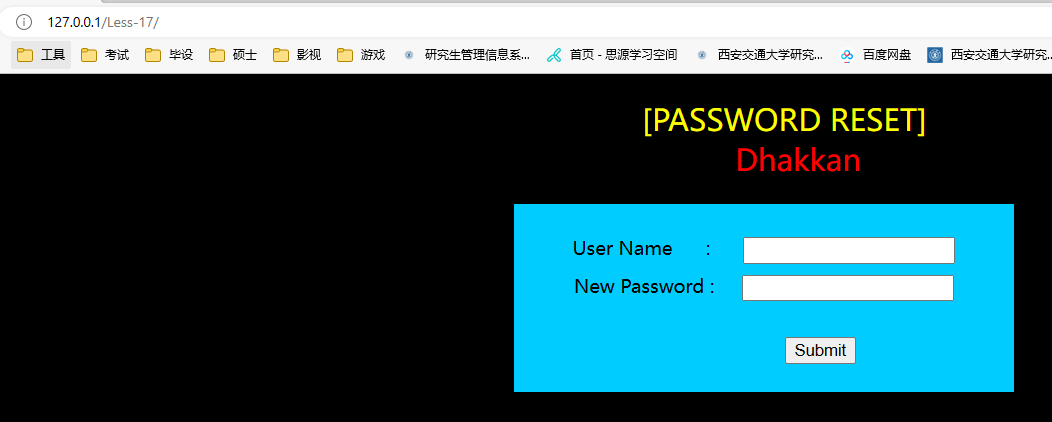 127.0.0.1/Less-17/
工具 考试 毕设 硕士 影视 游戏 研究生管理信息系... 首页 - 思源学习空间 西安交通大学研究... 百度网盘 西安交通大学研究...
[PASSWORD RESET]
Dhakkan
User Name :
New Password :
Submit